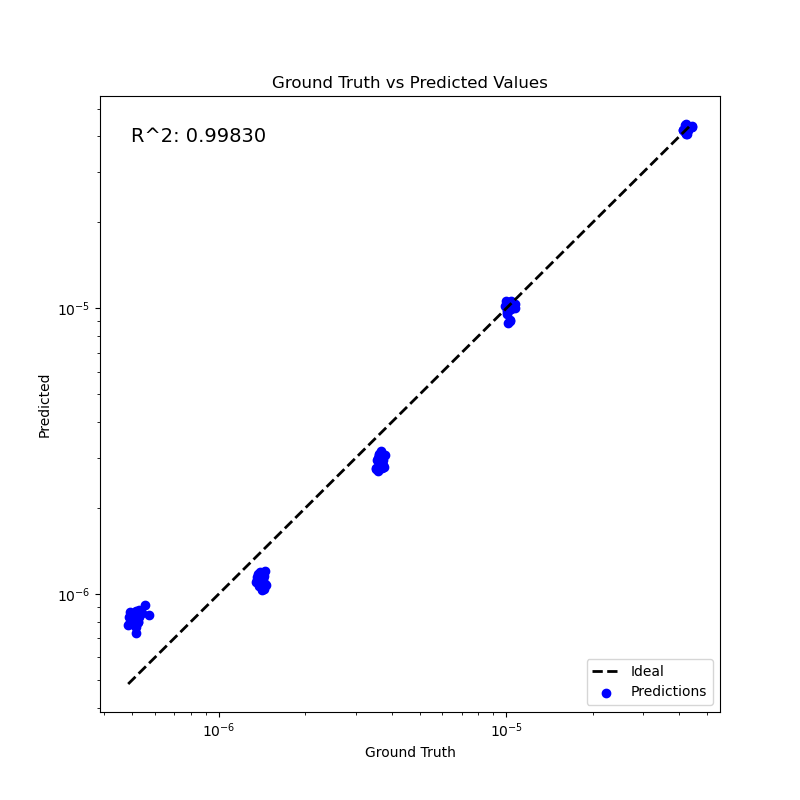 Ground Truth vs Predicted Values
R^2: 0.99830
Predicted
10⁻⁵
10⁻⁶
10⁻⁶
10⁻⁵
Ground Truth
Ideal
Predictions